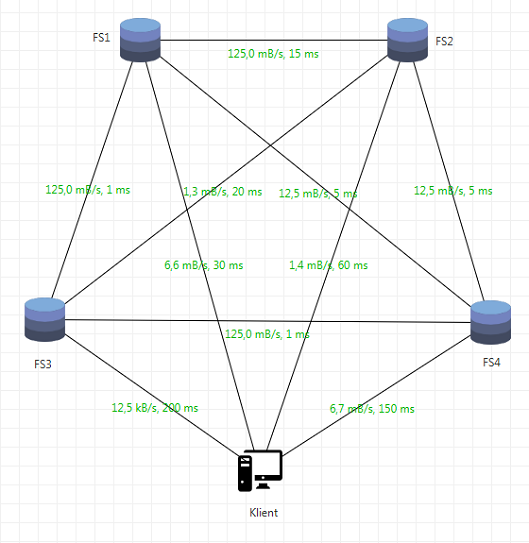 FS1
FS2
125,0 mB/s, 15 ms
125,0 mB/s, 1 ms
1,3 mB/s, 20 ms
12,5 mB/s, 5 ms
12,5 mB/s, 5 ms
6,6 mB/s, 30 ms
1,4 mB/s, 60 ms
125,0 mB/s, 1 ms
FS3
FS4
12,5 kB/s, 200 ms
6,7 mB/s, 150 ms
Klient